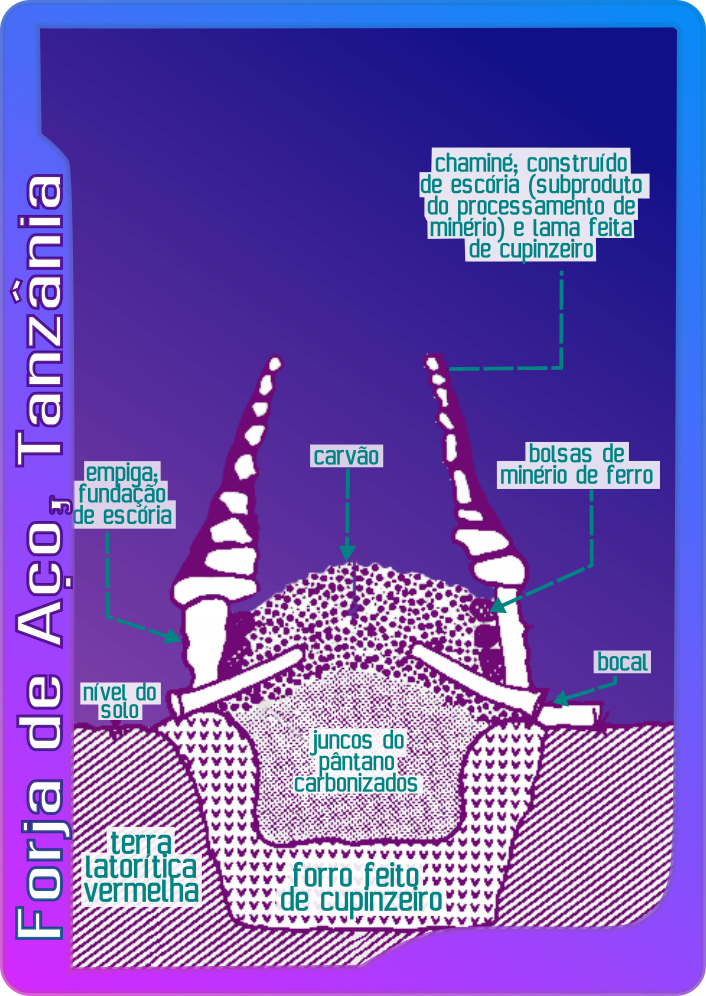 Forja de Aço, Tanzânia
chaminé; construído
de escória (subproduto
do processamento de
minério) e lama feita
de cupinzeiro
empiga;
fundação
de escória
carvão
bolsas de
minério de ferro
nível do
solo
bocal
juncos do
pântano
carbonizados
terra
latorítica
vermelha
forro feito
de cupinzeiro